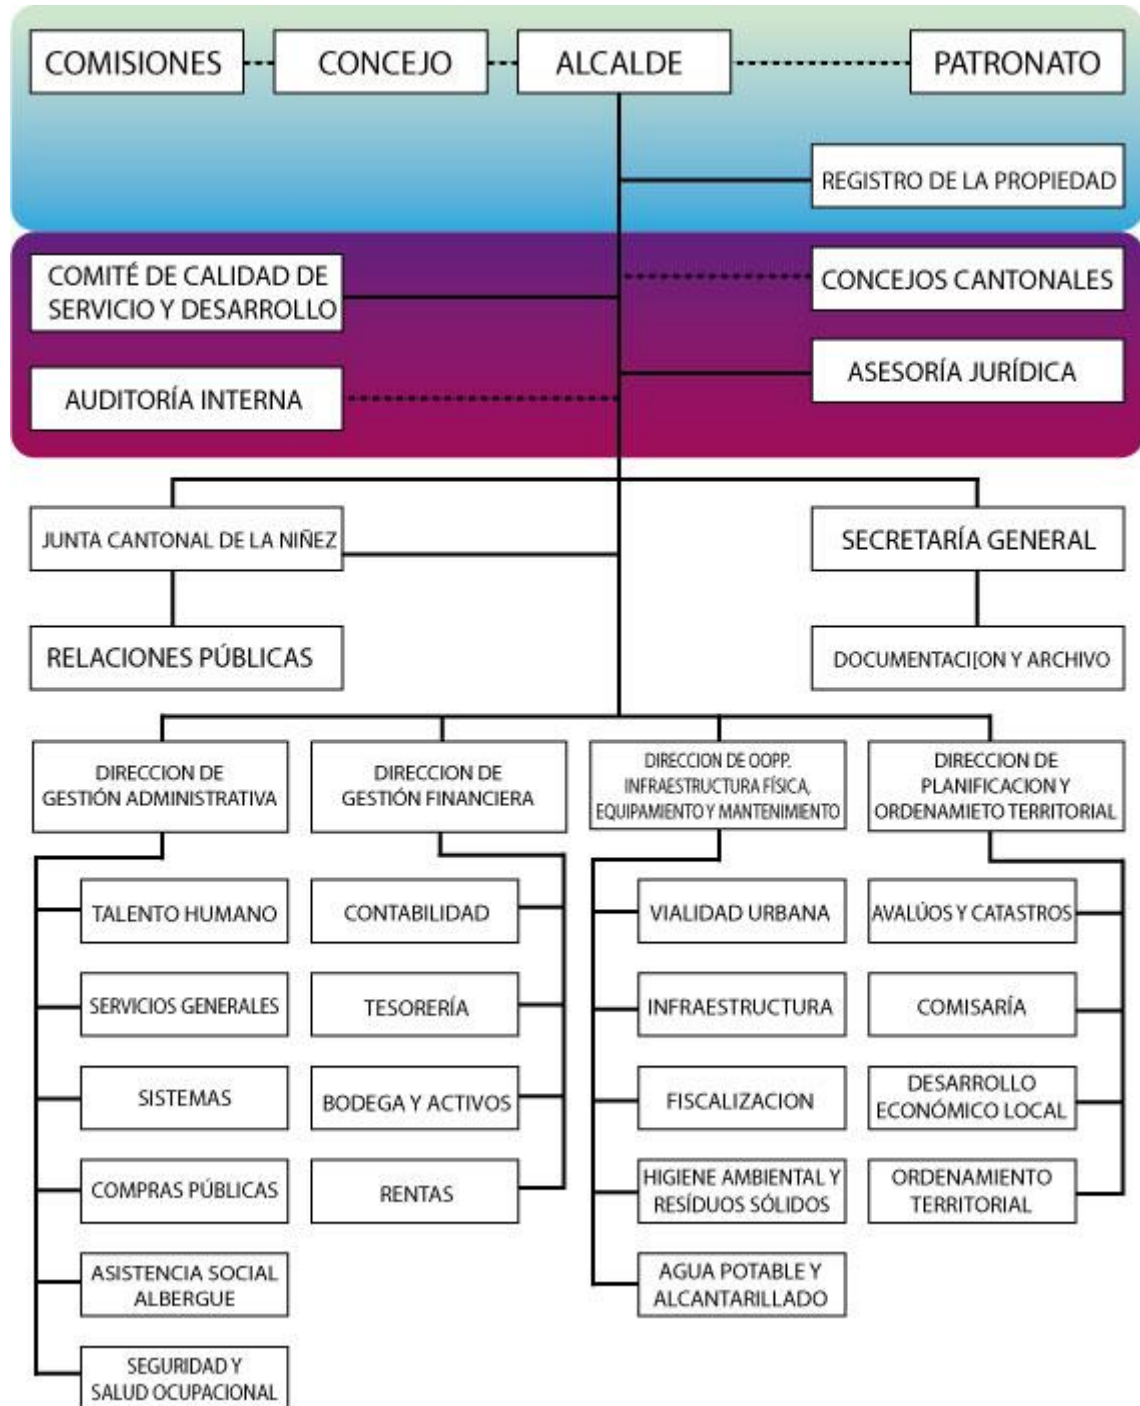 COMISIONES
CONCEJO
ALCALDE
PATRONATO
REGISTRO DE LA PROPIEDAD
COMITÉ DE CALIDAD DE
SERVICIO Y DESARROLLO
CONCEJOS CANTONALES
AUDITORÍA INTERNA
ASESORÍA JURÍDICA
JUNTA CANTONAL DE LA NIÑEZ
SECRETARÍA GENERAL
RELACIONES PÚBLICAS
DOCUMENTACI[ON Y ARCHIVO
DIRECCION DE
GESTIÓN ADMINISTRATIVA
DIRECCION DE
GESTIÓN FINANCIERA
DIRECCION DE OOPP.
INFRAESTRUCTURA FÍSICA,
EQUIPAMIENTO Y MANTENIMIENTO
DIRECCION DE
PLANIFICACION Y
ORDENAMIETO TERRITORIAL
TALENTO HUMANO
SERVICIOS GENERALES
SISTEMAS
COMPRAS PÚBLICAS
ASISTENCIA SOCIAL
ALBERGUE
SEGURIDAD Y
SALUD OCUPACIONAL
CONTABILIDAD
TESORERÍA
BODEGA Y ACTIVOS
RENTAS
VIALIDAD URBANA
INFRAESTRUCTURA
FISCALIZACION
HIGIENE AMBIENTAL Y
RESÍDUOS SÓLIDOS
AGUA POTABLE Y
ALCANTARILLADO
AVALÚOS Y CATASTROS
COMISARÍA
DESARROLLO
ECONÓMICO LOCAL
ORDENAMIENTO
TERRITORIAL